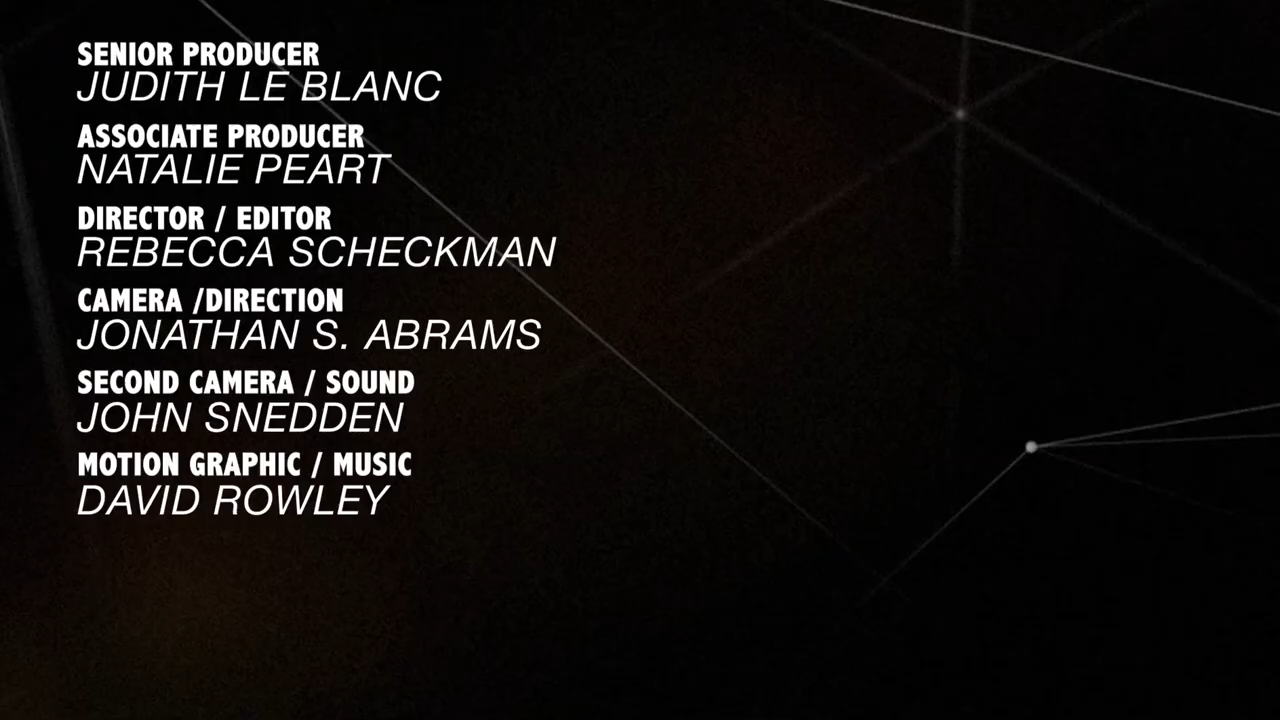 SENIOR PRODUCER
JUDITH LE BLANC
ASSOCIATE PRODUCER
NATALIE PEART
DIRECTOR / EDITOR
REBECCA SCHECKMAN
CAMERA /DIRECTION
JONATHAN S. ABRAMS
SECOND CAMERA / SOUND
JOHN SNEDDEN
MOTION GRAPHIC / MUSIC
DAVID ROWLEY